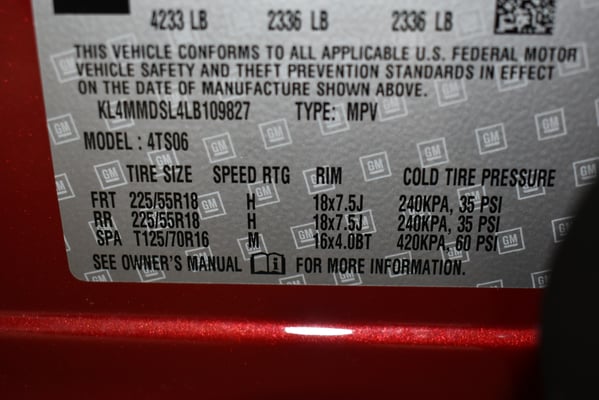 4233 LB 2336 LB 2336 LB
THIS VEHICLE CONFORMS TO ALL APPLICABLE U.S. FEDERAL MOTOR
VEHICLE SAFETY AND THEFT PREVENTION STANDARDS IN EFFECT
ON THE DATE OF MANUFACTURE SHOWN ABOVE.
KL4MMDSL4LB109827 TYPE: MPV
MODEL : 4TS06
TIRE SIZE SPEED RTG RIM COLD TIRE PRESSURE
FRT 225/55R18 H 18x7.5J 240KPA, 35 PSI
RR 225/55R18 H 18x7.5J 240KPA, 35 PSI
SPA T125/70R16 M 16x4.0BT 420KPA, 60 PSI
SEE OWNER'S MANUAL FOR MORE INFORMATION.